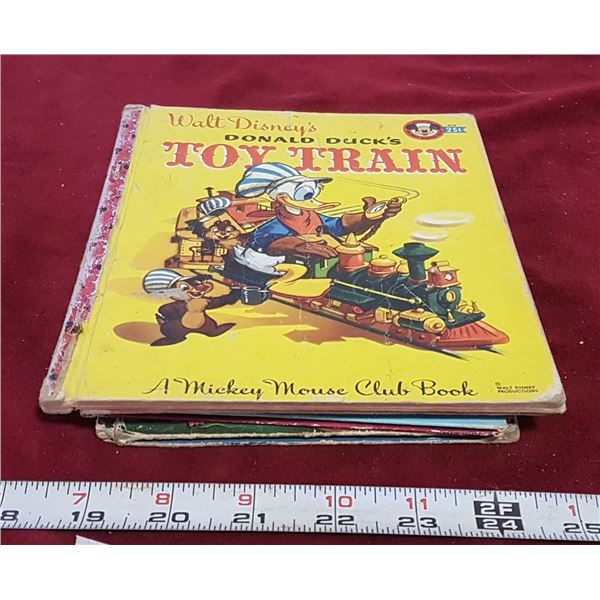 Walt Disney's
DONALD DUCK'S
TOY TRAIN
25¢
A Mickey Mouse Club Book
© WALT DISNEY
PRODUCTIONS
7 8 9 10 11 2F
8 19 20 21 22 23 24 25